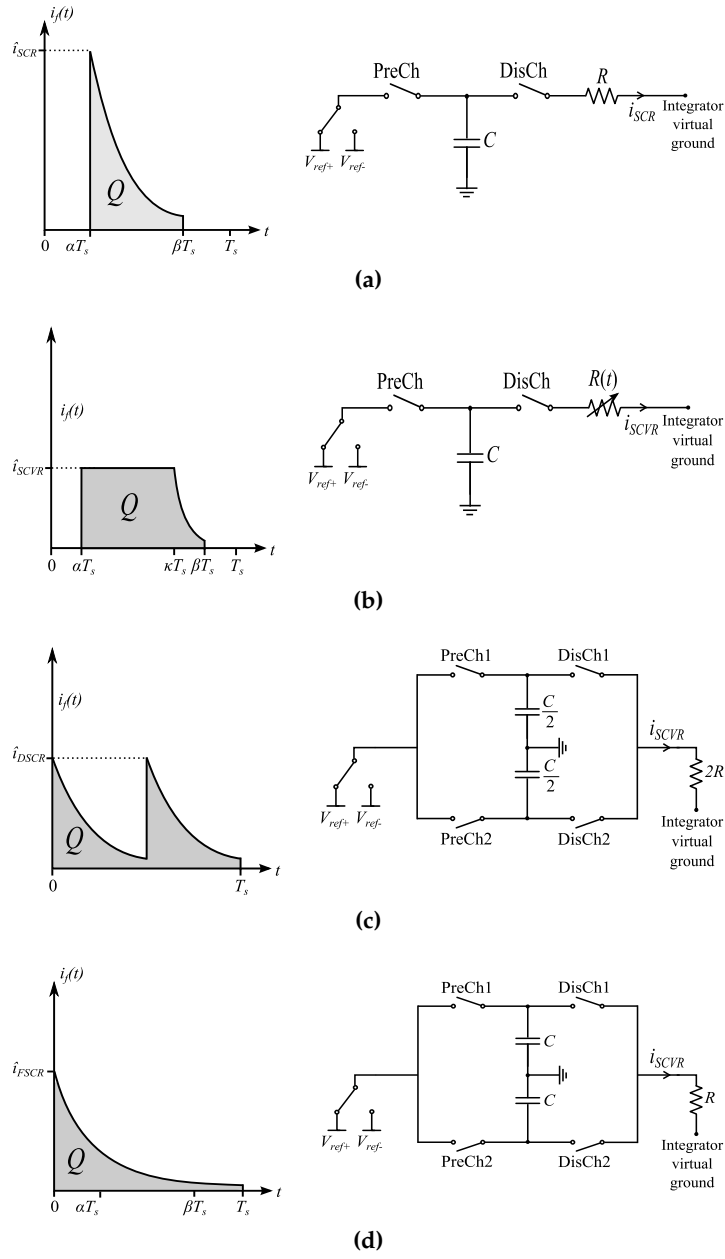 i_f(t)
î_SCR
Q
0 αT_s βT_s T_s t
PreCh DisCh R
i_SCR
Integrator
virtual
ground
C
V_ref+ V_ref-
(a)
i_f(t)
î_SCVR
Q
0 αT_s κT_s βT_s T_s t
PreCh DisCh R(t)
i_SCVR
Integrator
virtual
ground
C
V_ref+ V_ref-
(b)
i_f(t)
î_DSCR
Q
0 T_s t
PreCh1 DisCh1
C/2
i_SCVR
C/2
2R
V_ref+ V_ref-
PreCh2 DisCh2
Integrator
virtual
ground
(c)
i_f(t)
î_FSCR
Q
0 αT_s βT_s T_s t
PreCh1 DisCh1
C
i_SCVR
C
R
V_ref+ V_ref-
PreCh2 DisCh2
Integrator
virtual
ground
(d)